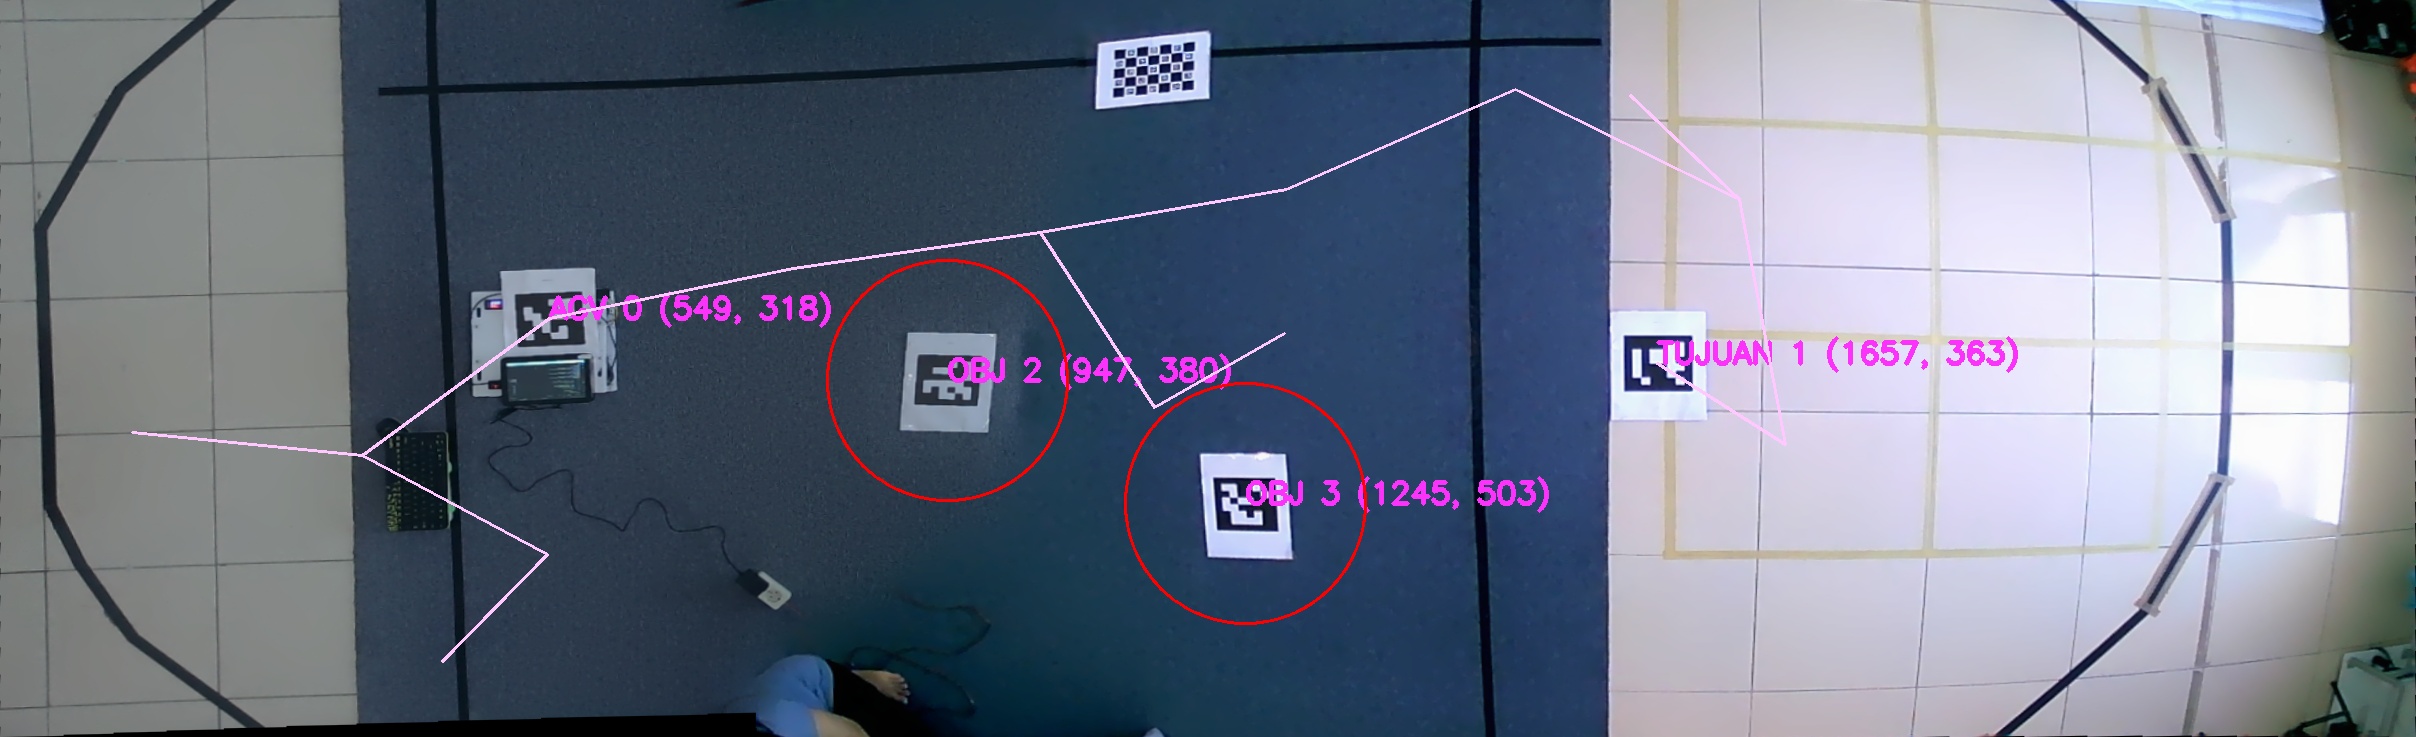 AGV 0 (549, 318)
OBJ 2 (947, 380)
TUJUAN 1 (1657, 363)
OBJ 3 (1245, 503)